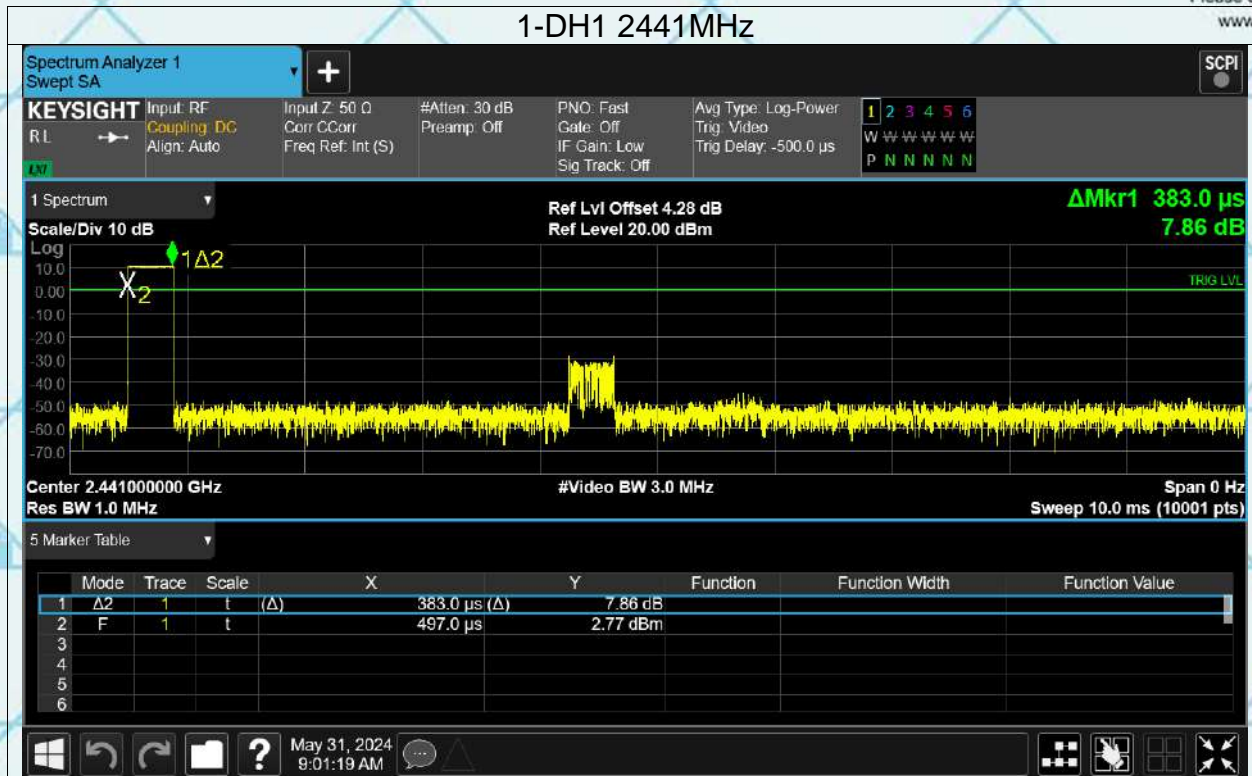 www
1-DH1 2441MHz
Spectrum Analyzer 1
Swept SA
+
SCPI
KEYSIGHT
RL
LXI
Input: RF
Coupling: DC
Align: Auto
Input Z: 50 Ω
Corr CCorr
Freq Ref: Int (S)
#Atten: 30 dB
Preamp: Off
PNO: Fast
Gate: Off
IF Gain: Low
Sig Track: Off
Avg Type: Log-Power
Trig: Video
Trig Delay: -500.0 µs
1 2 3 4 5 6
W W W W W W
P N N N N N
1 Spectrum
Scale/Div 10 dB
Ref Lvl Offset 4.28 dB
Ref Level 20.00 dBm
ΔMkr1 383.0 µs
7.86 dB
Log
10.0
0.00
-10.0
-20.0
-30.0
-40.0
-50.0
-60.0
-70.0
1Δ2
2
TRIG LVL
Center 2.441000000 GHz
#Video BW 3.0 MHz
Span 0 Hz
Res BW 1.0 MHz
Sweep 10.0 ms (10001 pts)
5 Marker Table
Mode Trace Scale X Y Function Function Width Function Value
1 Δ2 1 t (Δ) 383.0 µs (Δ) 7.86 dB
2 F 1 t 497.0 µs 2.77 dBm
3
4
5
6
?
May 31, 2024
9:01:19 AM